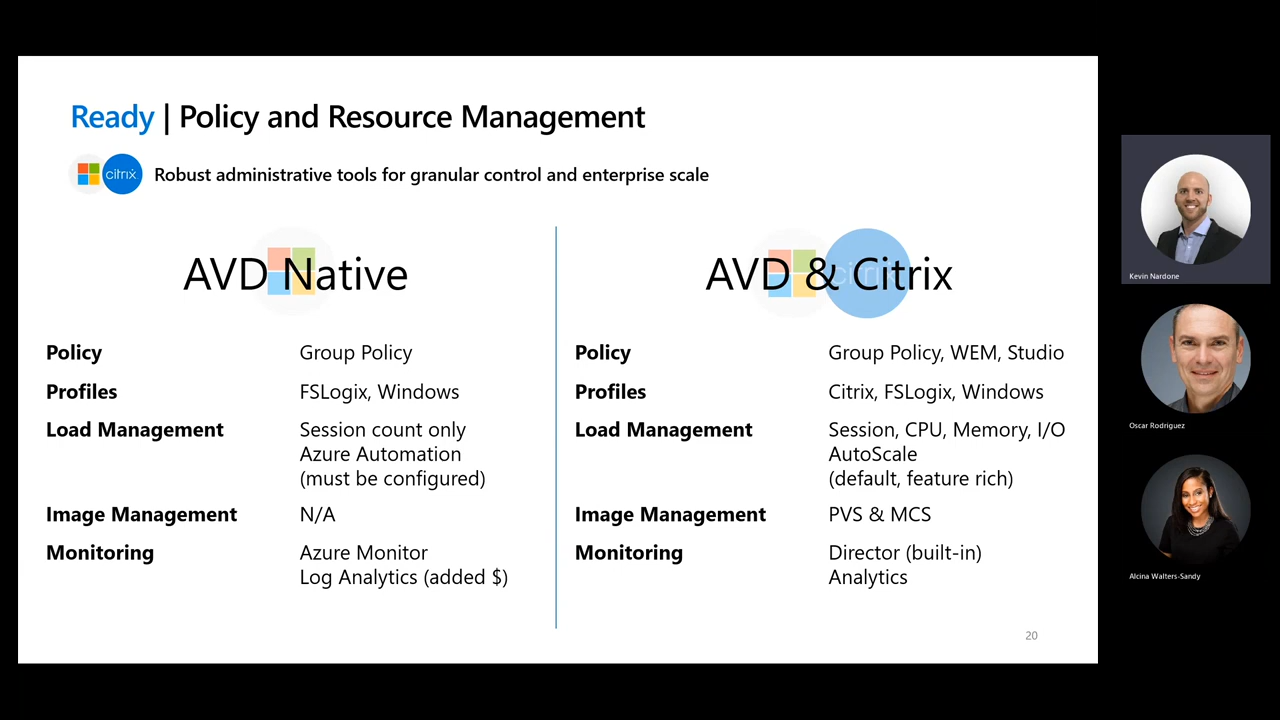 Ready | Policy and Resource Management
citrix
Robust administrative tools for granular control and enterprise scale
AVD Native
Policy Group Policy
Profiles FSLogix, Windows
Load Management Session count only
Azure Automation
(must be configured)
Image Management N/A
Monitoring Azure Monitor
Log Analytics (added $)
AVD & Citrix
citrix
Policy Group Policy, WEM, Studio
Profiles Citrix, FSLogix, Windows
Load Management Session, CPU, Memory, I/O
AutoScale
(default, feature rich)
Image Management PVS & MCS
Monitoring Director (built-in)
Analytics
20
Kevin Nardone
Oscar Rodriguez
Alcina Walters-Sandy